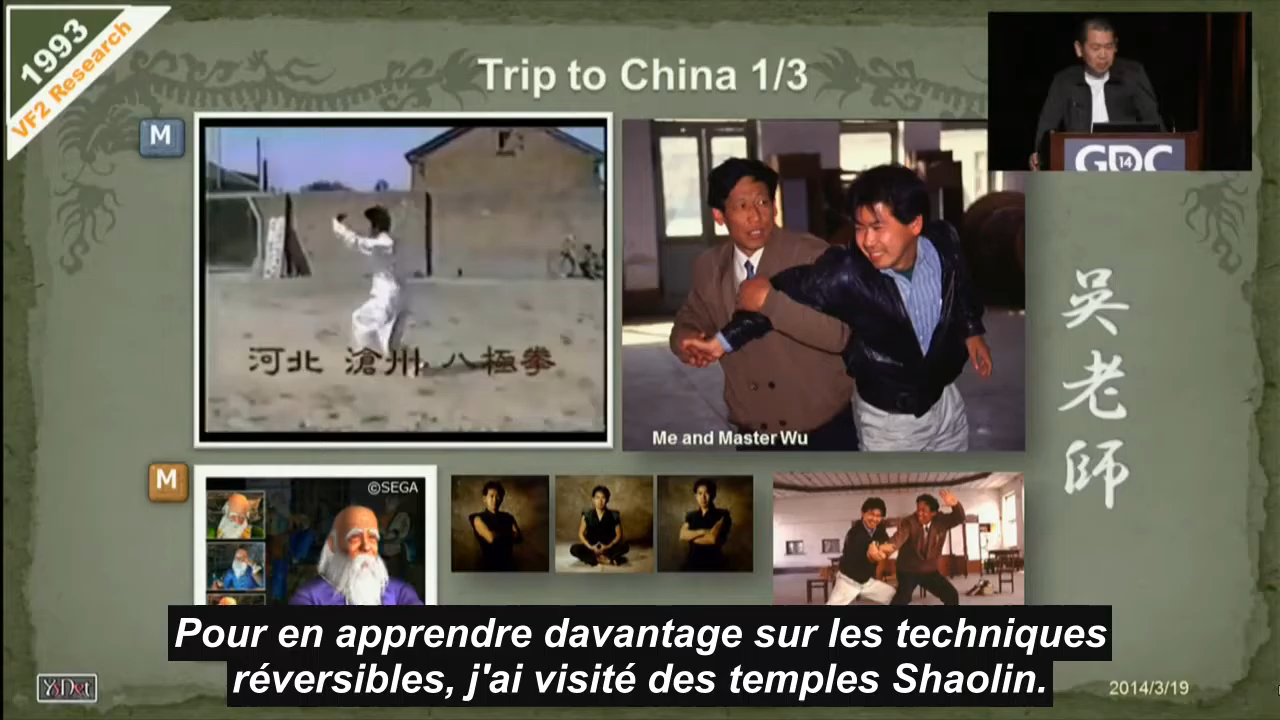 1993
VF2 Research
Trip to China 1/3
M
河北 滄州 八極拳
Me and Master Wu
GDC
14
吳老師
M
©SEGA
Pour en apprendre davantage sur les techniques
réversibles, j'ai visité des temples Shaolin.
YsNet
2014/3/19